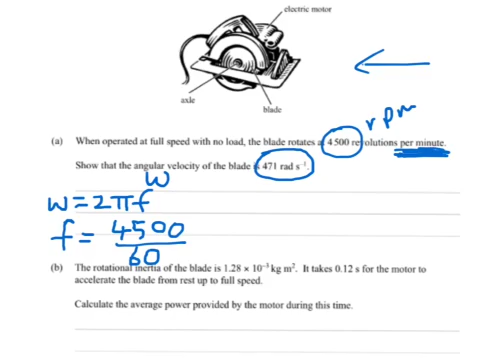 electric motor
axle
blade
rpm
(a) When operated at full speed with no load, the blade rotates at 4500 revolutions per minute.
Show that the angular velocity of the blade is 471 rad s⁻¹.
ω
ω = 2πf
f = 4500
60
(b) The rotational inertia of the blade is 1.28 × 10⁻³ kg m². It takes 0.12 s for the motor to
accelerate the blade from rest up to full speed.
Calculate the average power provided by the motor during this time.